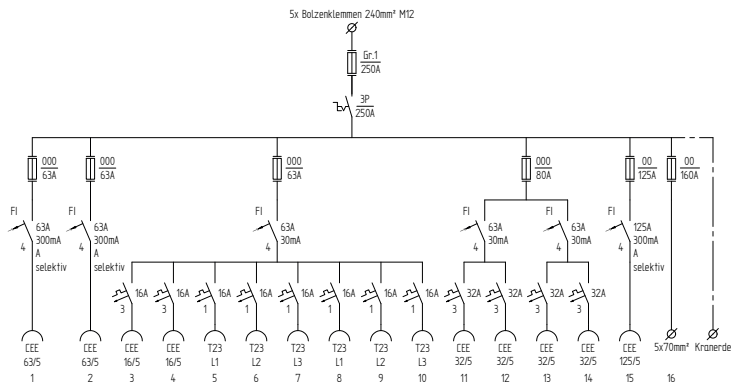 5x Bolzenklemmen 240mm² M12
Gr.1
250A
3P
250A
000 000 000 000 00 00
63A 63A 63A 80A 125A 160A
FI FI FI FI FI FI
63A 63A 63A 63A 63A 125A
300mA 300mA 30mA 30mA 30mA 300mA
4 A 4 A 4 4 4 4 A
selektiv selektiv selektiv
16A 16A 16A 16A 16A 16A 16A 16A 32A 32A 32A 32A
3 3 1 1 1 1 1 1 3 3 3 3
CEE CEE CEE CEE T23 T23 T23 T23 T23 T23 CEE CEE CEE CEE CEE 5x70mm² Kranerde
63/5 63/5 16/5 16/5 L1 L2 L3 L1 L2 L3 32/5 32/5 32/5 32/5 125/5
1 2 3 4 5 6 7 8 9 10 11 12 13 14 15 16